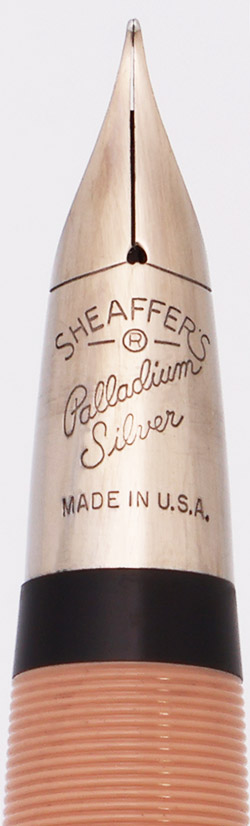 SHEAFFER'S
®
Palladium
Silver
MADE IN U.S.A.